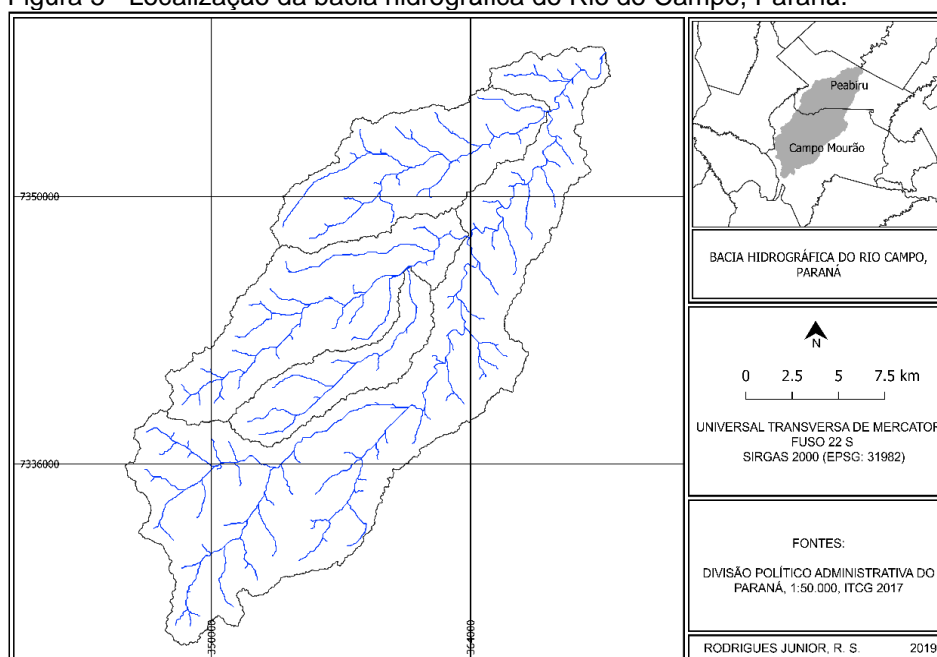 Figura 3 - Localização da bacia hidrográfica do Rio do Campo, Paraná.
Peabiru
Campo Mourão
BACIA HIDROGRÁFICA DO RIO CAMPO,
PARANÁ
N
0 2.5 5 7.5 km
UNIVERSAL TRANSVERSA DE MERCATOR
FUSO 22 S
SIRGAS 2000 (EPSG: 31982)
FONTES:
DIVISÃO POLÍTICO ADMINISTRATIVA DO
PARANÁ, 1:50.000, ITCG 2017
RODRIGUES JUNIOR, R. S. 2019
7350000
7336000
350000
364000